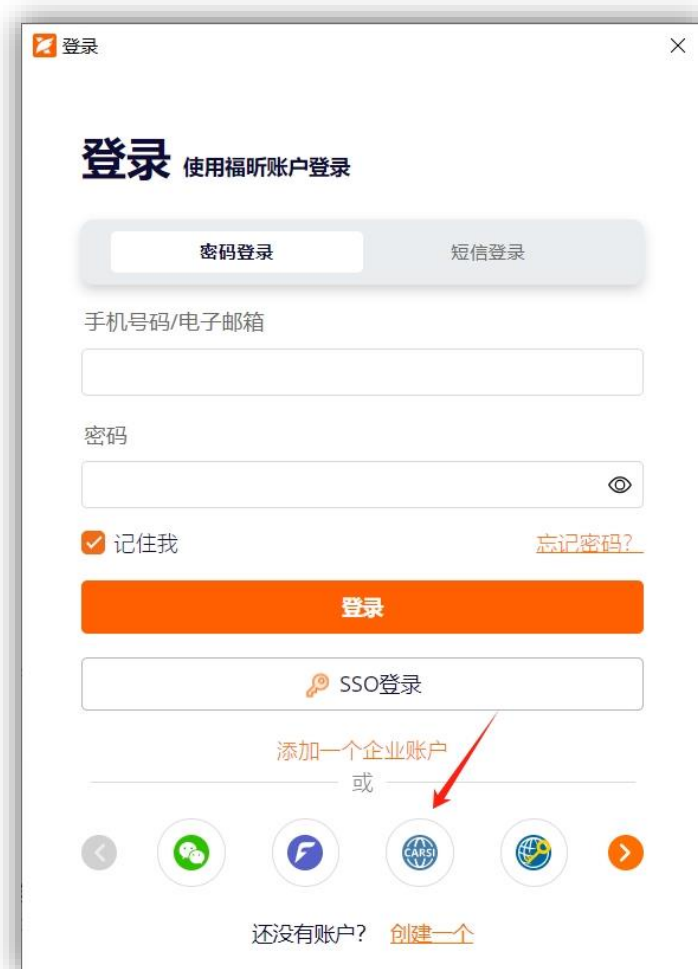 登录
登录 使用福昕账户登录
密码登录 短信登录
手机号码/电子邮箱
密码
记住我 忘记密码?
登录
SSO登录
添加一个企业账户
或
CARSI
还没有账户? 创建一个